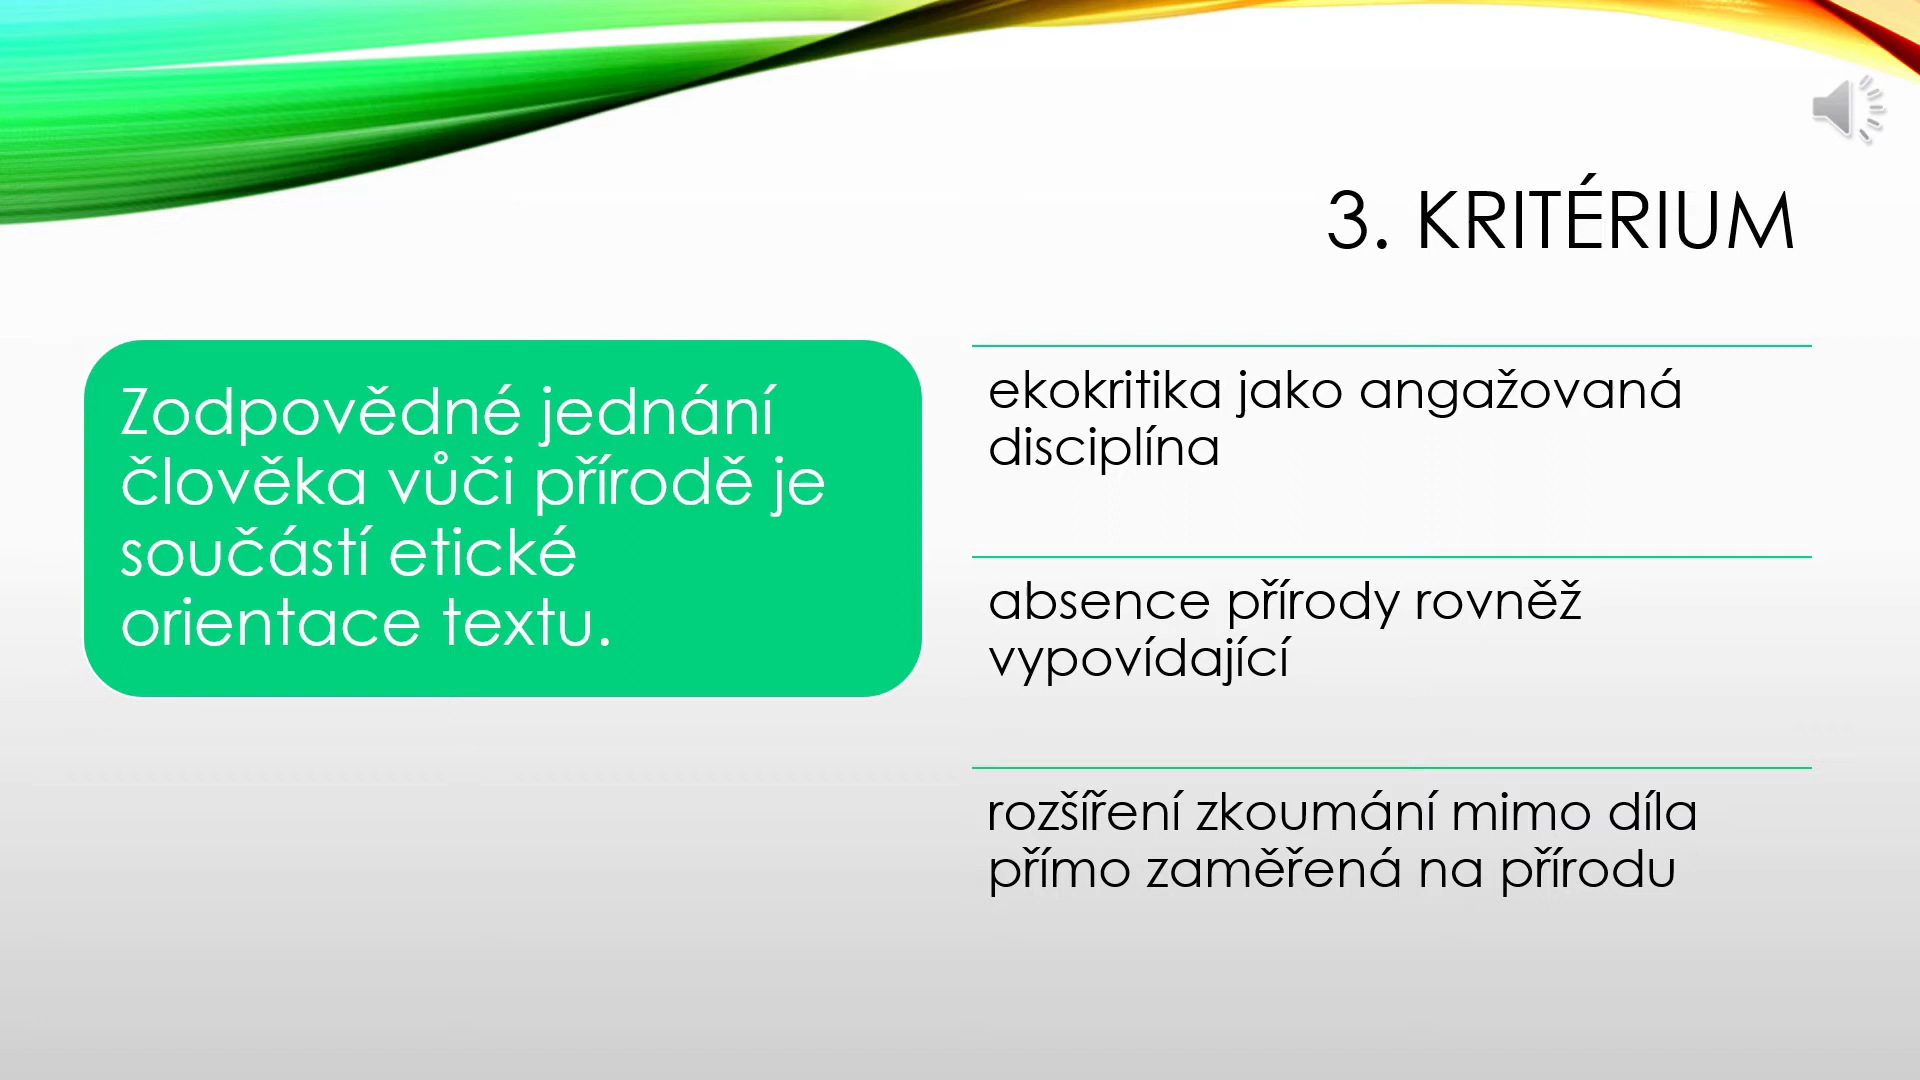 3. KRITÉRIUM
Zodpovědné jednání
člověka vůči přírodě je
součástí etické
orientace textu.
ekokritika jako angažovaná
disciplína
absence přírody rovněž
vypovídající
rozšíření zkoumání mimo díla
přímo zaměřená na přírodu